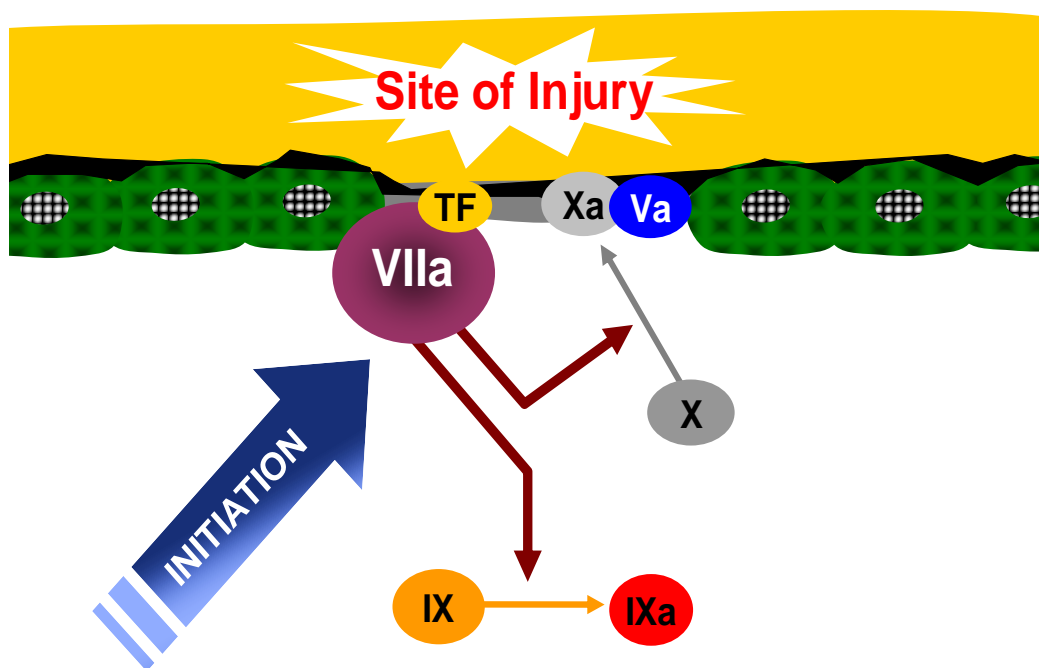 Site of Injury
TF
Xa
Va
VIIa
X
INITIATION
IX
IXa